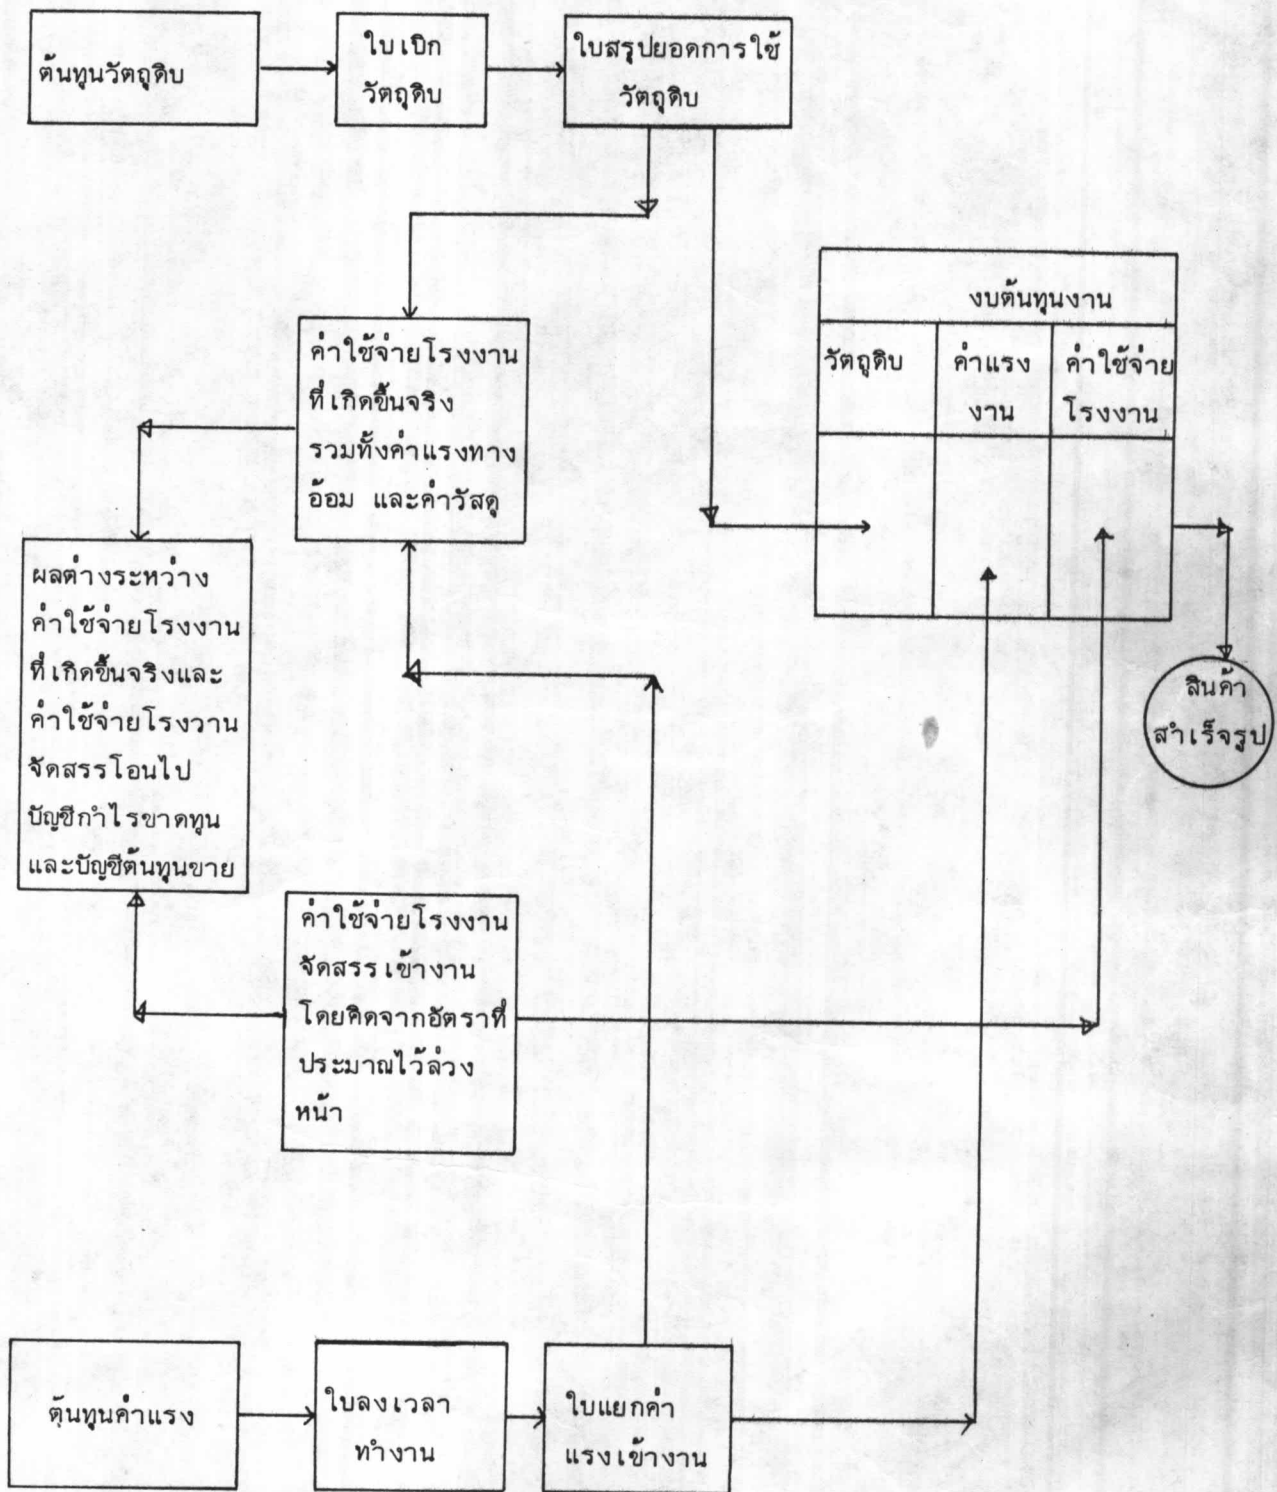 ต้นทุนวัตถุดิบ
ใบเบิก
วัตถุดิบ
ใบสรุปยอดการใช้
วัตถุดิบ
งบต้นทุนงาน
วัตถุดิบ
ค่าแรง
งาน
ค่าใช้จ่าย
โรงงาน
ค่าใช้จ่ายโรงงาน
ที่เกิดขึ้นจริง
รวมทั้งค่าแรงทาง
อ้อม และค่าวัสดุ
ผลต่างระหว่าง
ค่าใช้จ่ายโรงงาน
ที่เกิดขึ้นจริงและ
ค่าใช้จ่ายโรงวาน
จัดสรรโอนไป
บัญชีกำไรขาดทุน
และบัญชีต้นทุนขาย
สินค้า
สำเร็จรูป
ค่าใช้จ่ายโรงงาน
จัดสรรเข้างาน
โดยคิดจากอัตราที่
ประมาณไว้ล่วง
หน้า
ต้นทุนค่าแรง
ใบลงเวลา
ทำงาน
ใบแยกค่า
แรงเข้างาน